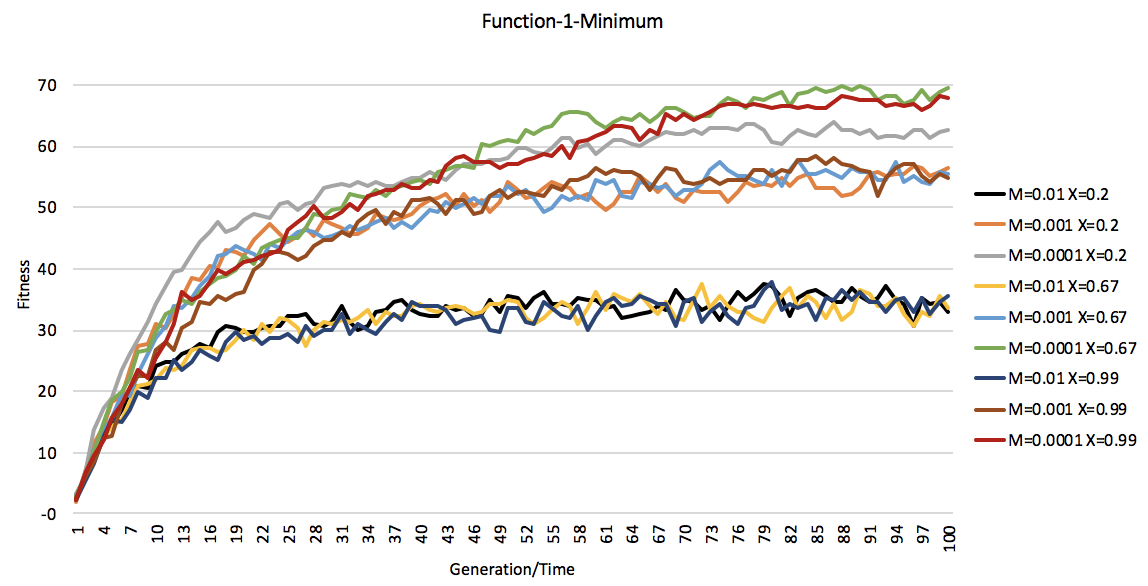 Function-1-Minimum
70
60
50
40
30
20
10
-0
Fitness
1 4 7 10 13 16 19 22 25 28 31 34 37 40 43 46 49 52 55 58 61 64 67 70 73 76 79 82 85 88 91 94 97 100
Generation/Time
M=0.01 X=0.2
M=0.001 X=0.2
M=0.0001 X=0.2
M=0.01 X=0.67
M=0.001 X=0.67
M=0.0001 X=0.67
M=0.01 X=0.99
M=0.001 X=0.99
M=0.0001 X=0.99